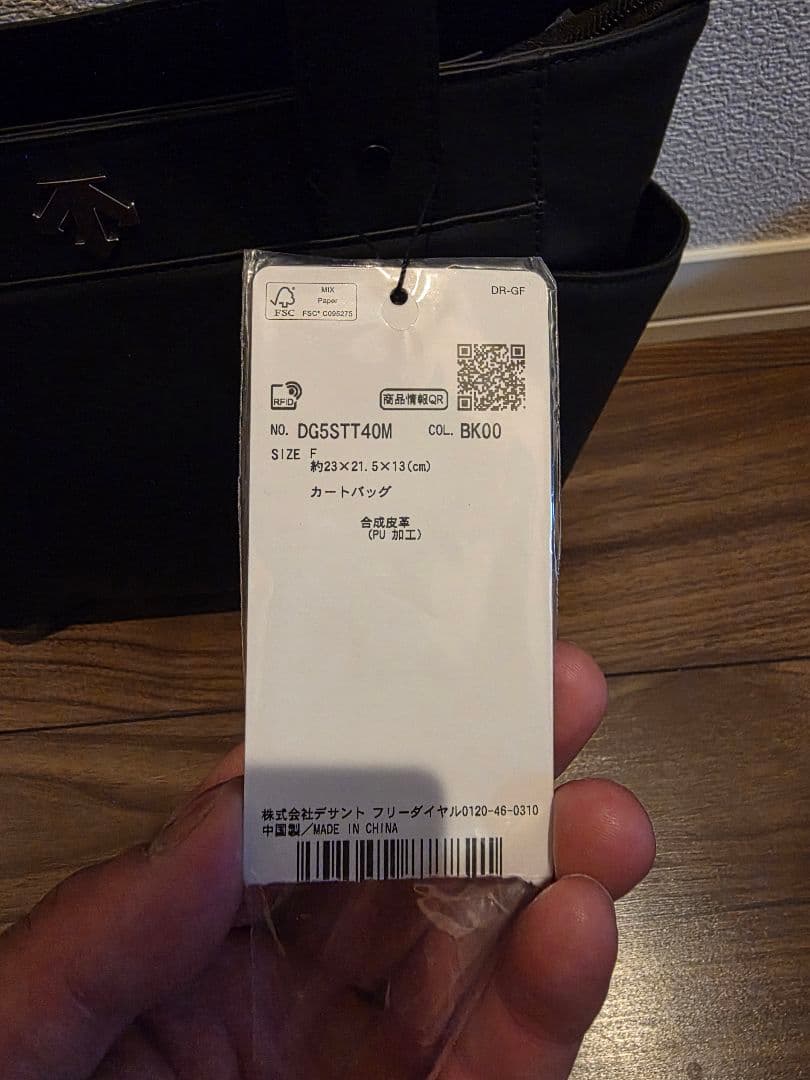 FSC
MIX
Paper
FSC® C095275
DR-GF
RFID
商品情報QR
NO. DG5STT40M COL. BK00
SIZE F
約23×21.5×13(cm)
カートバッグ
合成皮革
(PU 加工)
株式会社デサント フリーダイヤル0120-46-0310
中国製/MADE IN CHINA